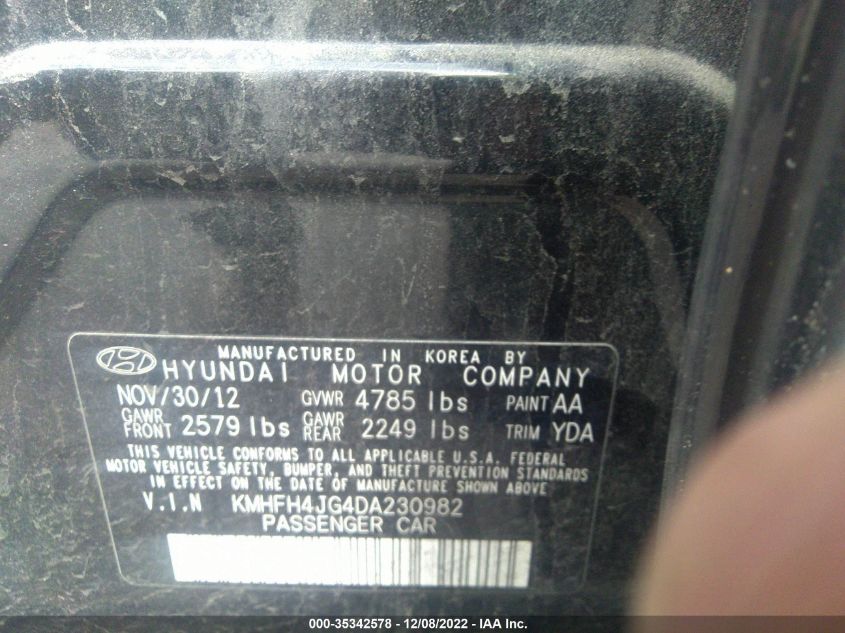 MANUFACTURED IN KOREA BY
HYUNDAI MOTOR COMPANY
NOV/30/12 GVWR 4785 lbs PAINT AA
GAWR FRONT 2579 lbs GAWR REAR 2249 lbs TRIM YDA
THIS VEHICLE CONFORMS TO ALL APPLICABLE U.S.A. FEDERAL
MOTOR VEHICLE SAFETY, BUMPER, AND THEFT PREVENTION STANDARDS
IN EFFECT ON THE DATE OF MANUFACTURE SHOWN ABOVE
V.I.N KMHFH4JG4DA230982
PASSENGER CAR
000-35342578 - 12/08/2022 - IAA Inc.